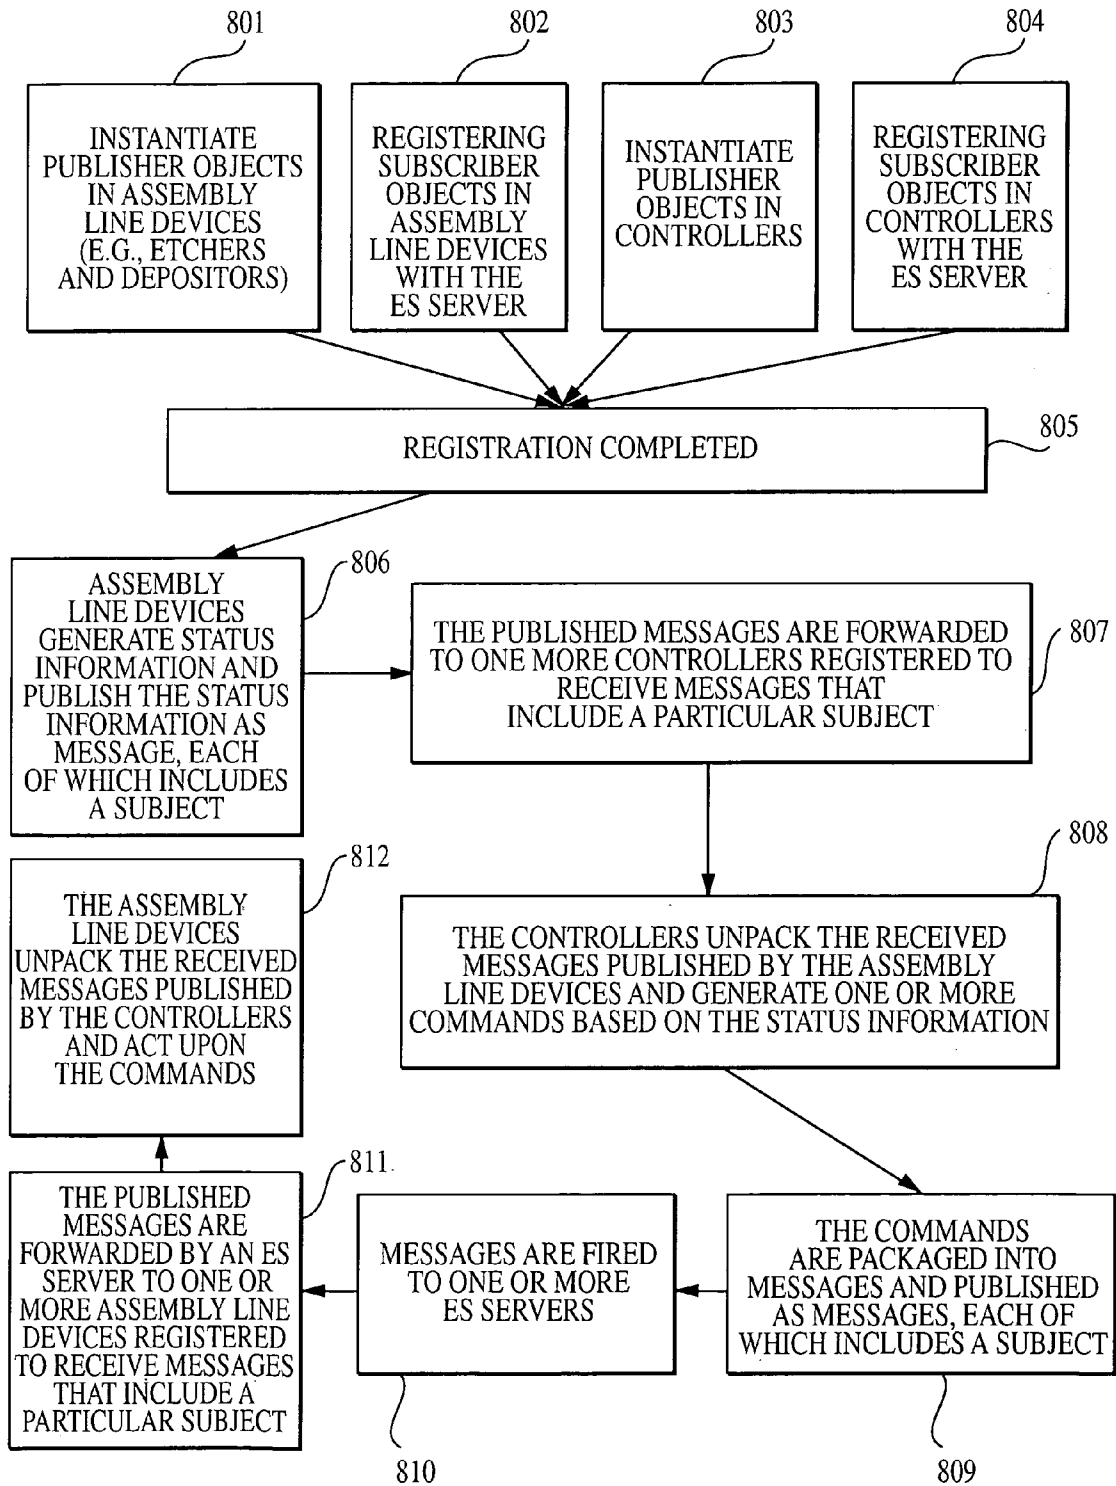 801
802
803
804
INSTANTIATE
PUBLISHER OBJECTS
IN ASSEMBLY
LINE DEVICES
(E.G., ETCHERS
AND DEPOSITORS)
REGISTERING
SUBSCRIBER
OBJECTS IN
ASSEMBLY
LINE DEVICES
WITH THE
ES SERVER
INSTANTIATE
PUBLISHER
OBJECTS IN
CONTROLLERS
REGISTERING
SUBSCRIBER
OBJECTS IN
CONTROLLERS
WITH THE
ES SERVER
REGISTRATION COMPLETED
805
806
ASSEMBLY
LINE DEVICES
GENERATE STATUS
INFORMATION AND
PUBLISH THE STATUS
INFORMATION AS
MESSAGE, EACH
OF WHICH INCLUDES
A SUBJECT
807
THE PUBLISHED MESSAGES ARE FORWARDED
TO ONE MORE CONTROLLERS REGISTERED TO
RECEIVE MESSAGES THAT
INCLUDE A PARTICULAR SUBJECT
808
THE CONTROLLERS UNPACK THE RECEIVED
MESSAGES PUBLISHED BY THE ASSEMBLY
LINE DEVICES AND GENERATE ONE OR MORE
COMMANDS BASED ON THE STATUS INFORMATION
THE COMMANDS
ARE PACKAGED INTO
MESSAGES AND PUBLISHED
AS MESSAGES, EACH OF
WHICH INCLUDES A SUBJECT
809
MESSAGES ARE FIRED
TO ONE OR MORE
ES SERVERS
810
811
THE PUBLISHED
MESSAGES ARE
FORWARDED BY AN ES
SERVER TO ONE OR
MORE ASSEMBLY LINE
DEVICES REGISTERED
TO RECEIVE MESSAGES
THAT INCLUDE A
PARTICULAR SUBJECT
812
THE ASSEMBLY
LINE DEVICES
UNPACK THE RECEIVED
MESSAGES PUBLISHED
BY THE CONTROLLERS
AND ACT UPON
THE COMMANDS